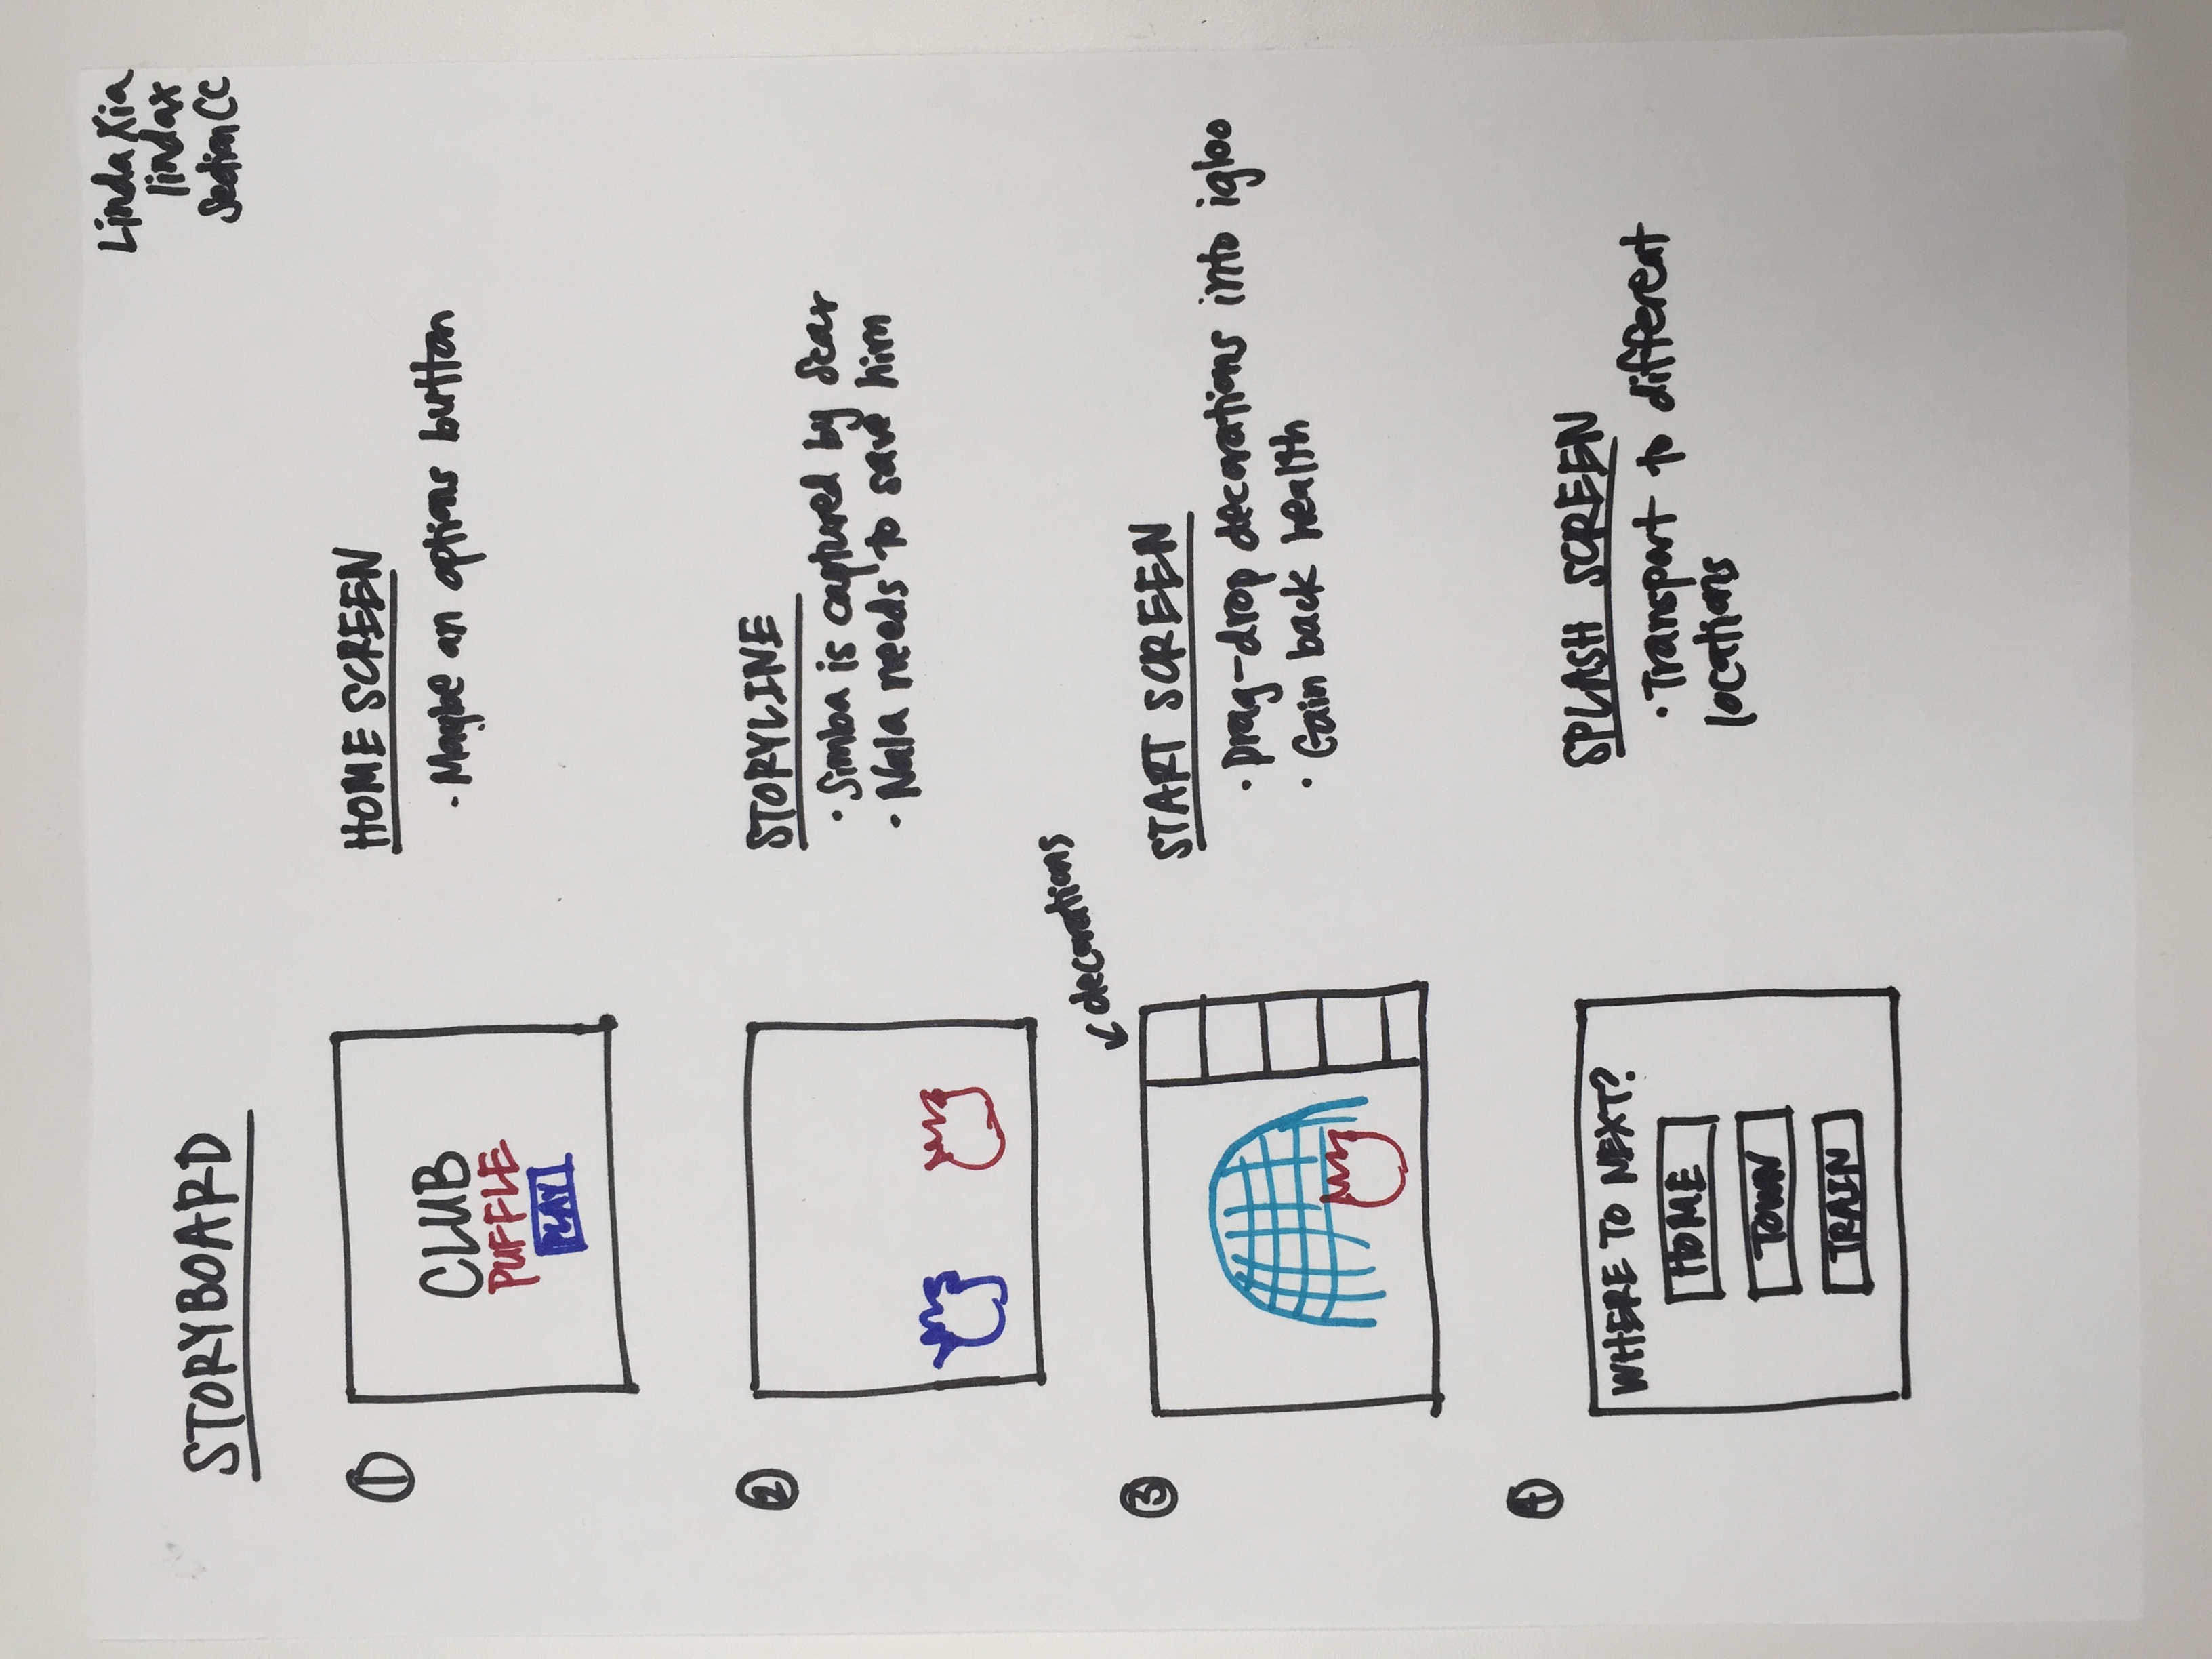 Linda Xia
lindax
Section CC
STORYBOARD
①
CLUB
PUFFLE
PLAY
HOME SCREEN
· Maybe an options button
②
STORYLINE
· Simba is captured by Scar
· Nala needs to save him
↙ decorations
③
START SCREEN
· Drag-drop decorations into igloo
· Gain back health
④
WHERE TO NEXT?
HOME
TOWN
TRAIN
SPLASH SCREEN
· Transport to different
locations